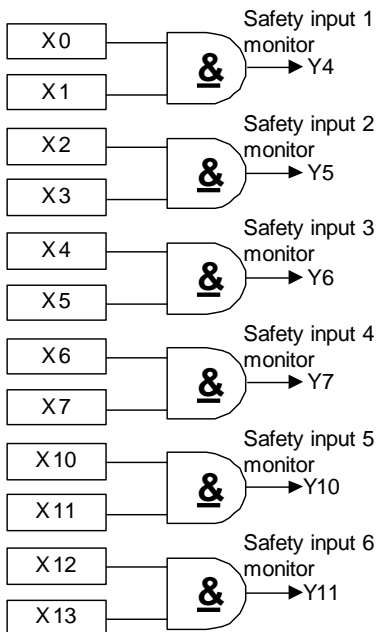 Safety input 1
monitor
X0
X1
&
Y4
Safety input 2
monitor
X2
X3
&
Y5
Safety input 3
monitor
X4
X5
&
Y6
Safety input 4
monitor
X6
X7
&
Y7
Safety input 5
monitor
X10
X11
&
Y10
Safety input 6
monitor
X12
X13
&
Y11